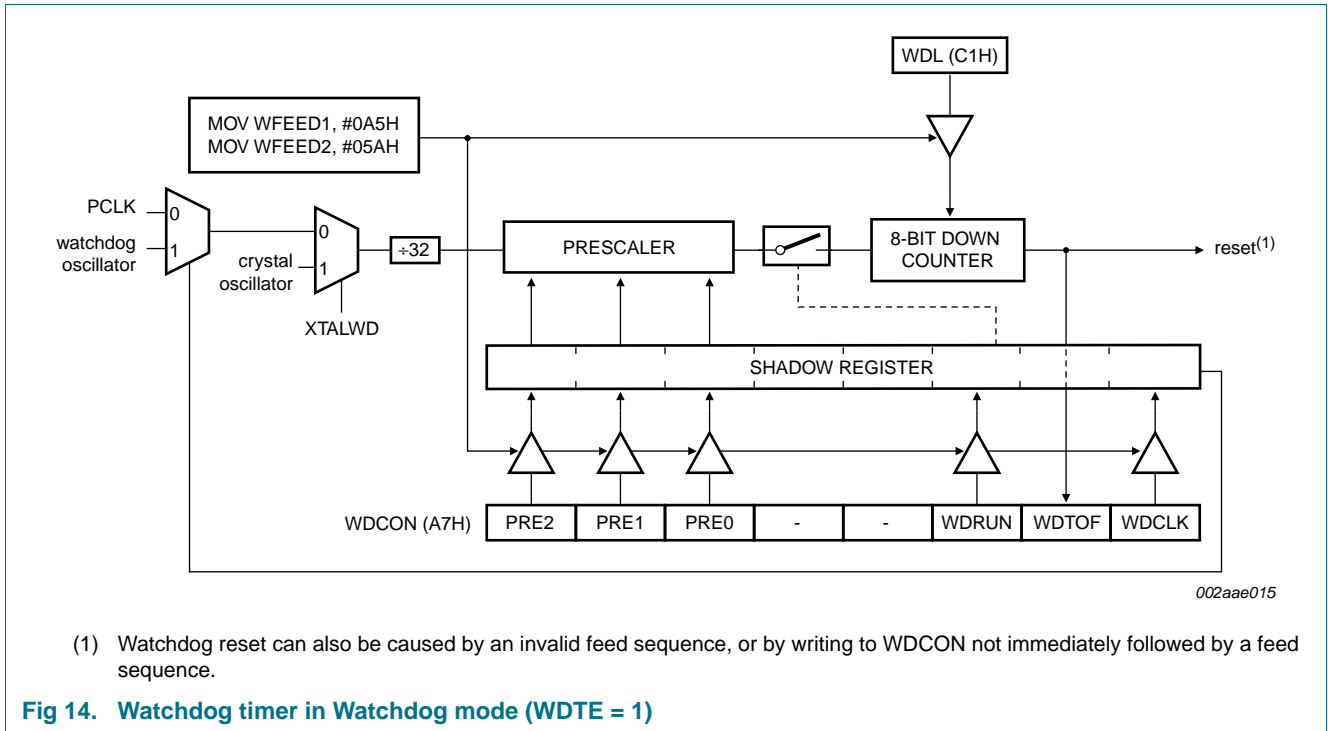 WDL (C1H)
MOV WFEED1, #0A5H
MOV WFEED2, #05AH
PCLK
0
watchdog
oscillator
1
0
crystal
oscillator
1
XTALWD
÷32
PRESCALER
8-BIT DOWN
COUNTER
reset(1)
SHADOW REGISTER
WDCON (A7H)
PRE2
PRE1
PRE0
-
-
WDRUN
WDTOF
WDCLK
002aae015
(1) Watchdog reset can also be caused by an invalid feed sequence, or by writing to WDCON not immediately followed by a feed
sequence.
Fig 14. Watchdog timer in Watchdog mode (WDTE = 1)